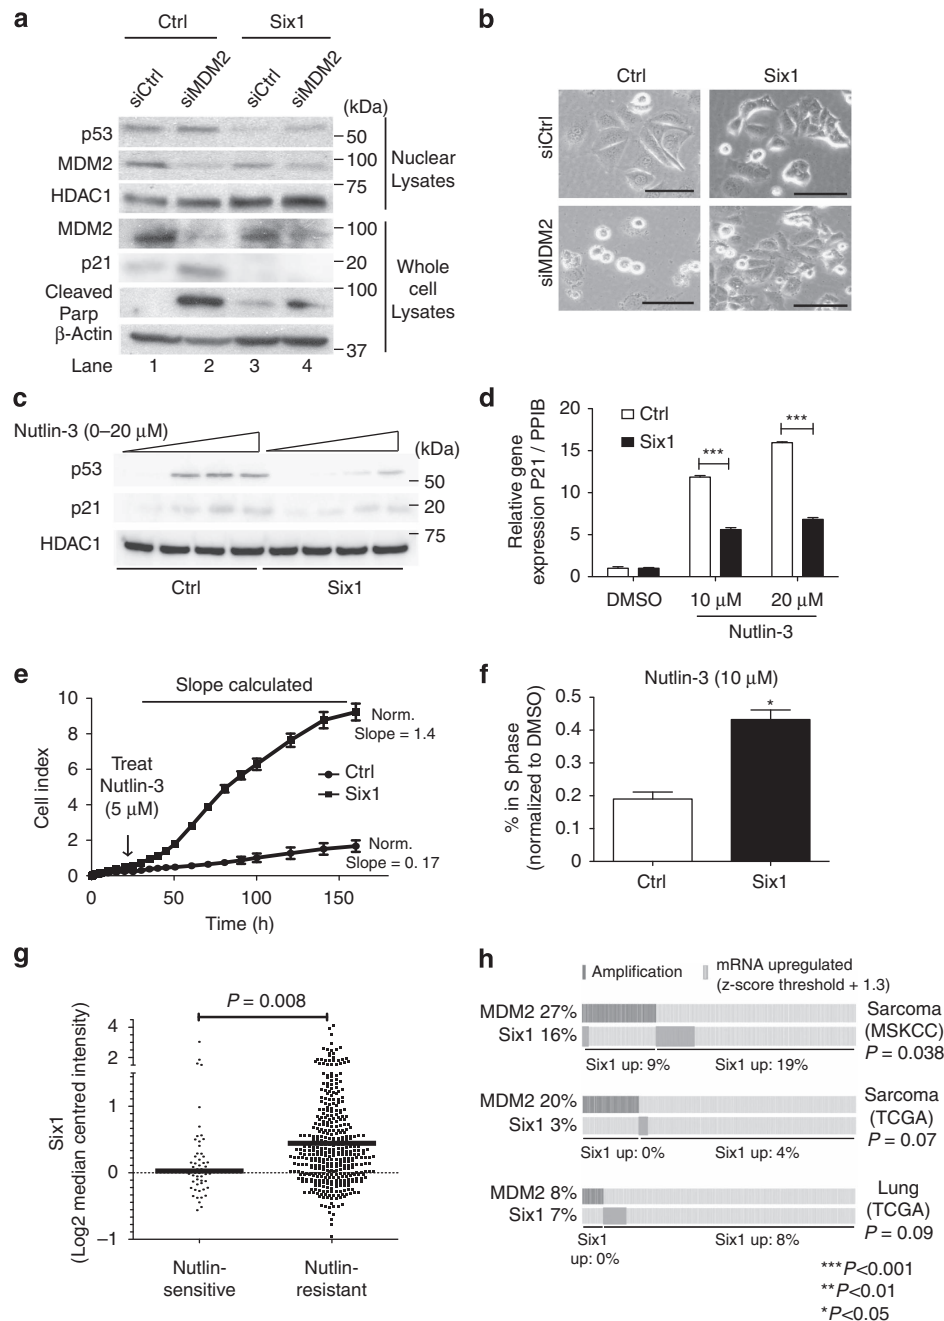 a
Ctrl Six1
siCtrl siMDM2 siCtrl siMDM2
(kDa)
p53
50
MDM2
100
HDAC1
75
Nuclear
Lysates
MDM2
100
p21
20
Cleaved
Parp
100
β-Actin
37
Whole
cell
Lysates
Lane 1 2 3 4
b
Ctrl Six1
siCtrl
siMDM2
c
Nutlin-3 (0–20 μM)
(kDa)
p53
50
p21
20
HDAC1
75
Ctrl Six1
d
Relative gene
expression P21 / PPIB
20
15
10
5
0
Ctrl
Six1
***
***
DMSO 10 μM 20 μM
Nutlin-3
e
Slope calculated
Cell index
10
8
6
4
2
0
Treat
Nutlin-3
(5 μM)
Norm.
Slope = 1.4
Ctrl
Six1
Norm.
Slope = 0. 17
0 50 100 150
Time (h)
f
Nutlin-3 (10 μM)
% in S phase
(normalized to DMSO)
0.5
0.4
0.3
0.2
0.1
0
*
Ctrl Six1
g
P = 0.008
Six1
(Log2 median centred intensity)
4
2
1
0
–1
Nutlin-
sensitive
Nutlin-
resistant
h
Amplification
mRNA upregulated
(z-score threshold + 1.3)
MDM2 27%
Six1 16%
Six1 up: 9% Six1 up: 19%
Sarcoma
(MSKCC)
P = 0.038
MDM2 20%
Six1 3%
Six1 up: 0% Six1 up: 4%
Sarcoma
(TCGA)
P = 0.07
MDM2 8%
Six1 7%
Six1
up: 0%
Six1 up: 8%
Lung
(TCGA)
P = 0.09
***P<0.001
**P<0.01
*P<0.05